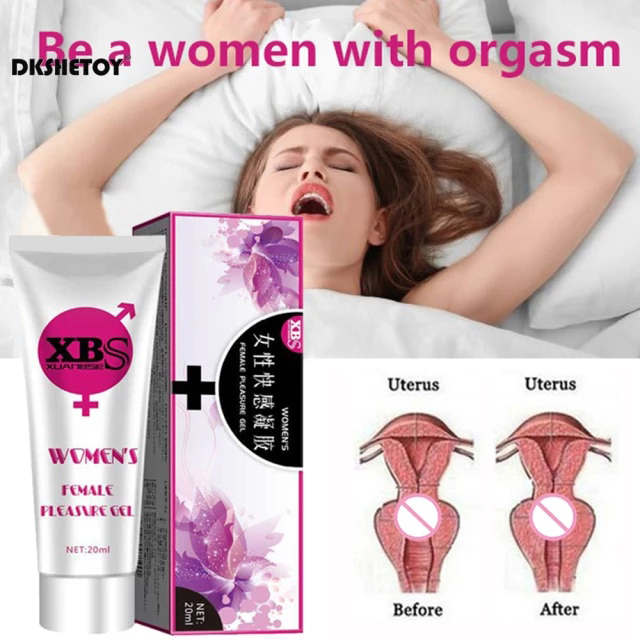 Be a women with orgasm
DKSHETOY
XBS
XUANBISE
WOMEN'S
FEMALE
PLEASURE GEL
NET:20ml
XBS
女性快感凝胶
FEMALE PLEASURE GEL
WOMEN'S
NET:
20ml
+
Uterus
Uterus
Before
After